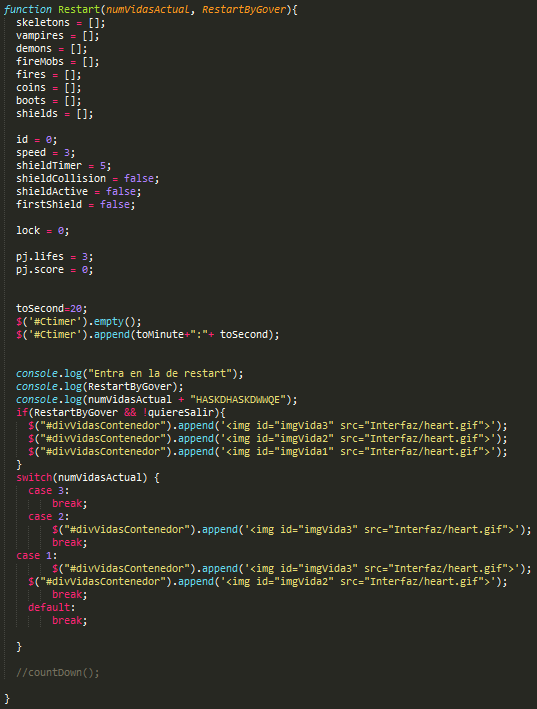 function Restart(numVidasActual, RestartByGover){
skeletons = [];
vampires = [];
demons = [];
fireMobs = [];
fires = [];
coins = [];
boots = [];
shields = [];
id = 0;
speed = 3;
shieldTimer = 5;
shieldCollision = false;
shieldActive = false;
firstShield = false;
lock = 0;
pj.lifes = 3;
pj.score = 0;
toSecond=20;
$('#Ctimer').empty();
$('#Ctimer').append(toMinute+":"+ toSecond);
console.log("Entra en la de restart");
console.log(RestartByGover);
console.log(numVidasActual + "HASKDHASKDWWQE");
if(RestartByGover && !quiereSalir){
$("#divVidasContenedor").append('<img id="imgVida3" src="Interfaz/heart.gif">');
$("#divVidasContenedor").append('<img id="imgVida2" src="Interfaz/heart.gif">');
$("#divVidasContenedor").append('<img id="imgVida1" src="Interfaz/heart.gif">');
}
switch(numVidasActual) {
case 3:
break;
case 2:
$("#divVidasContenedor").append('<img id="imgVida3" src="Interfaz/heart.gif">');
break;
case 1:
$("#divVidasContenedor").append('<img id="imgVida3" src="Interfaz/heart.gif">');
$("#divVidasContenedor").append('<img id="imgVida2" src="Interfaz/heart.gif">');
break;
default:
break;
}
//countDown();
}